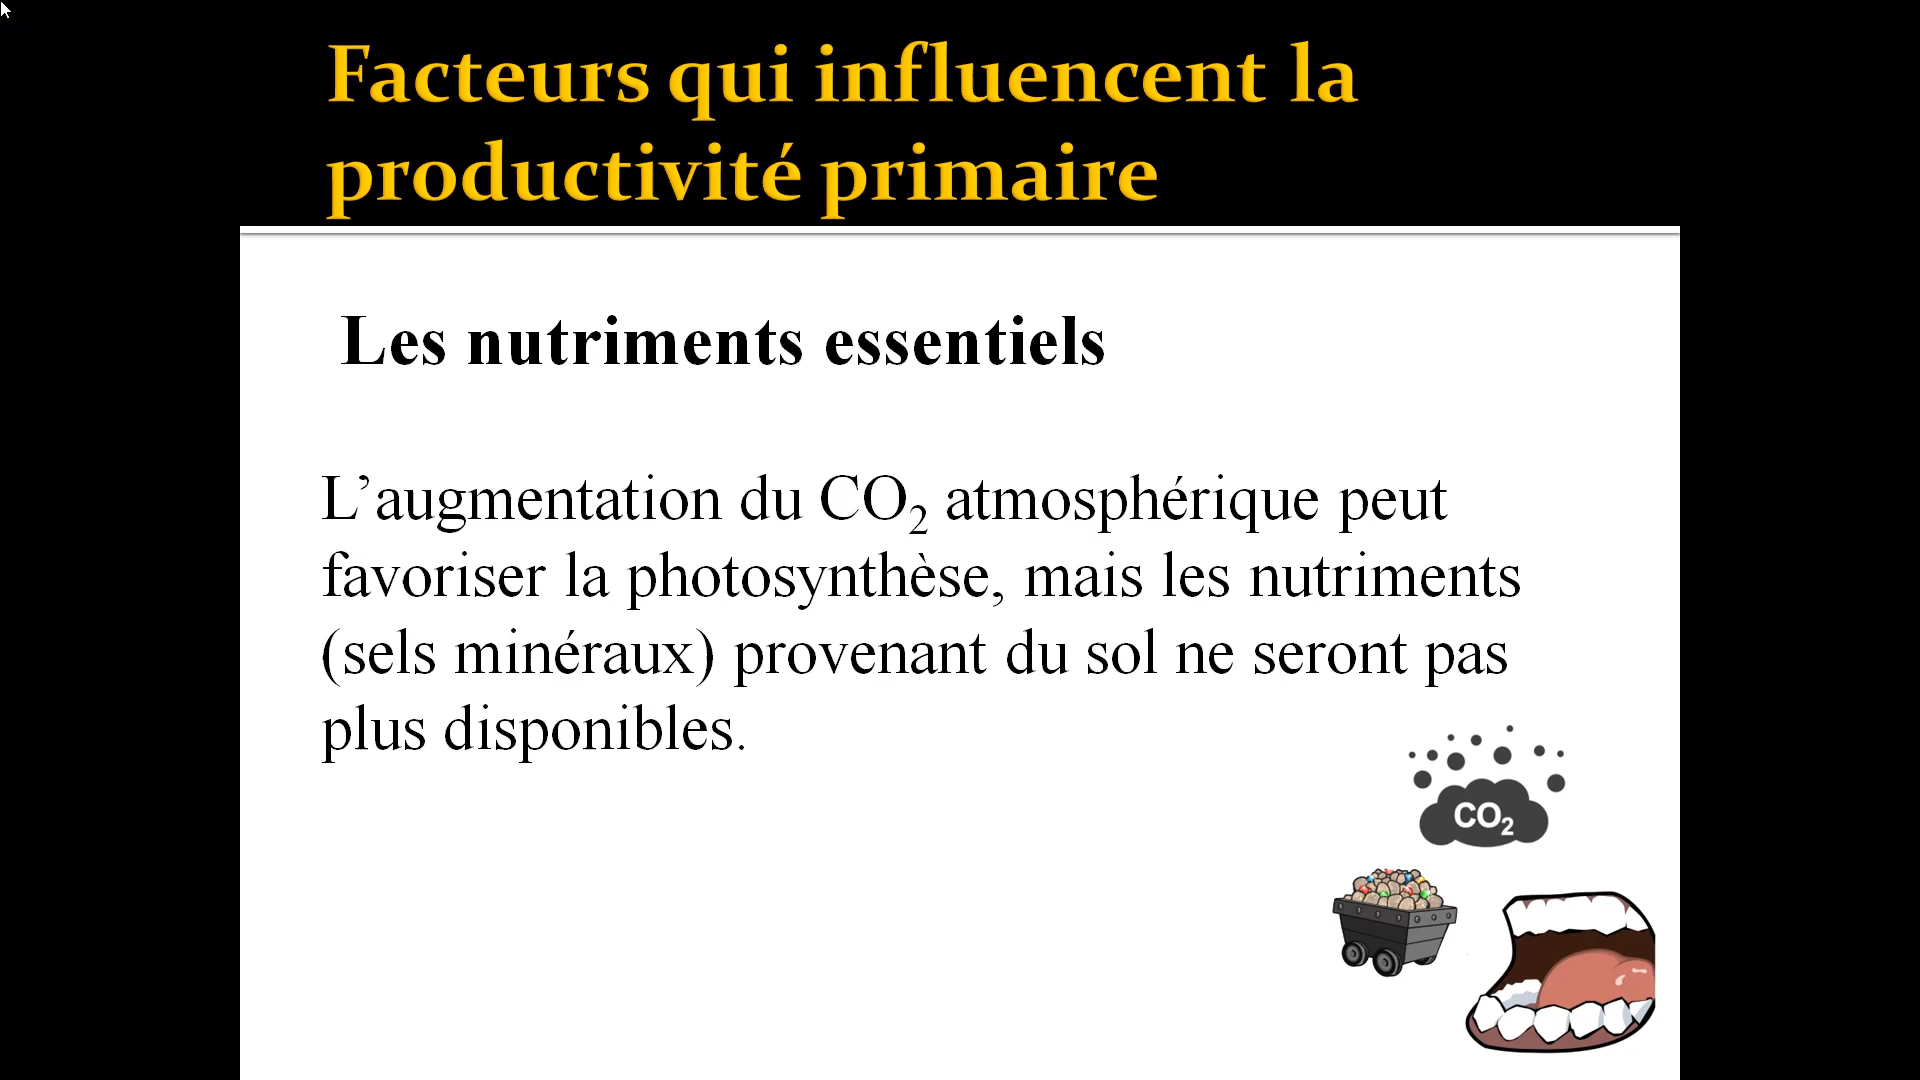 Facteurs qui influencent la
productivité primaire
Les nutriments essentiels
L’augmentation du CO₂ atmosphérique peut
favoriser la photosynthèse, mais les nutriments
(sels minéraux) provenant du sol ne seront pas
plus disponibles.
CO₂